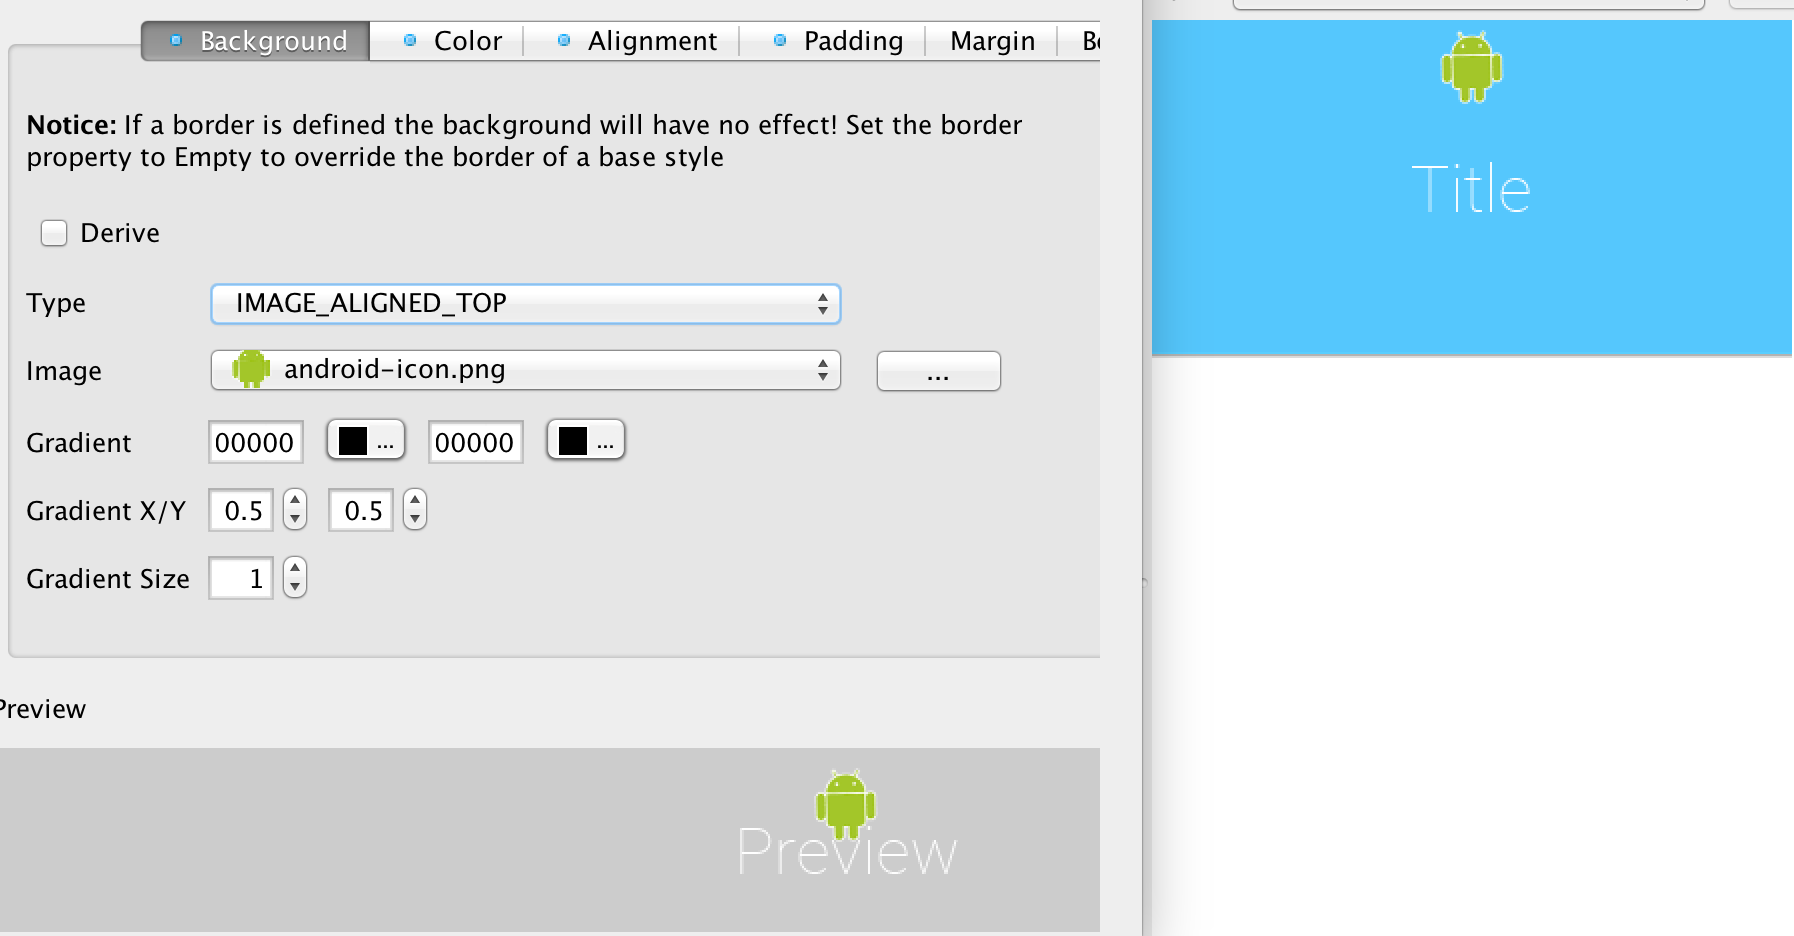 Background Color Alignment Padding Margin
Notice: If a border is defined the background will have no effect! Set the border
property to Empty to override the border of a base style
Derive
Type IMAGE_ALIGNED_TOP
Image android-icon.png ...
Gradient 00000 ... 00000 ...
Gradient X/Y 0.5 0.5
Gradient Size 1
Preview
Preview
Title